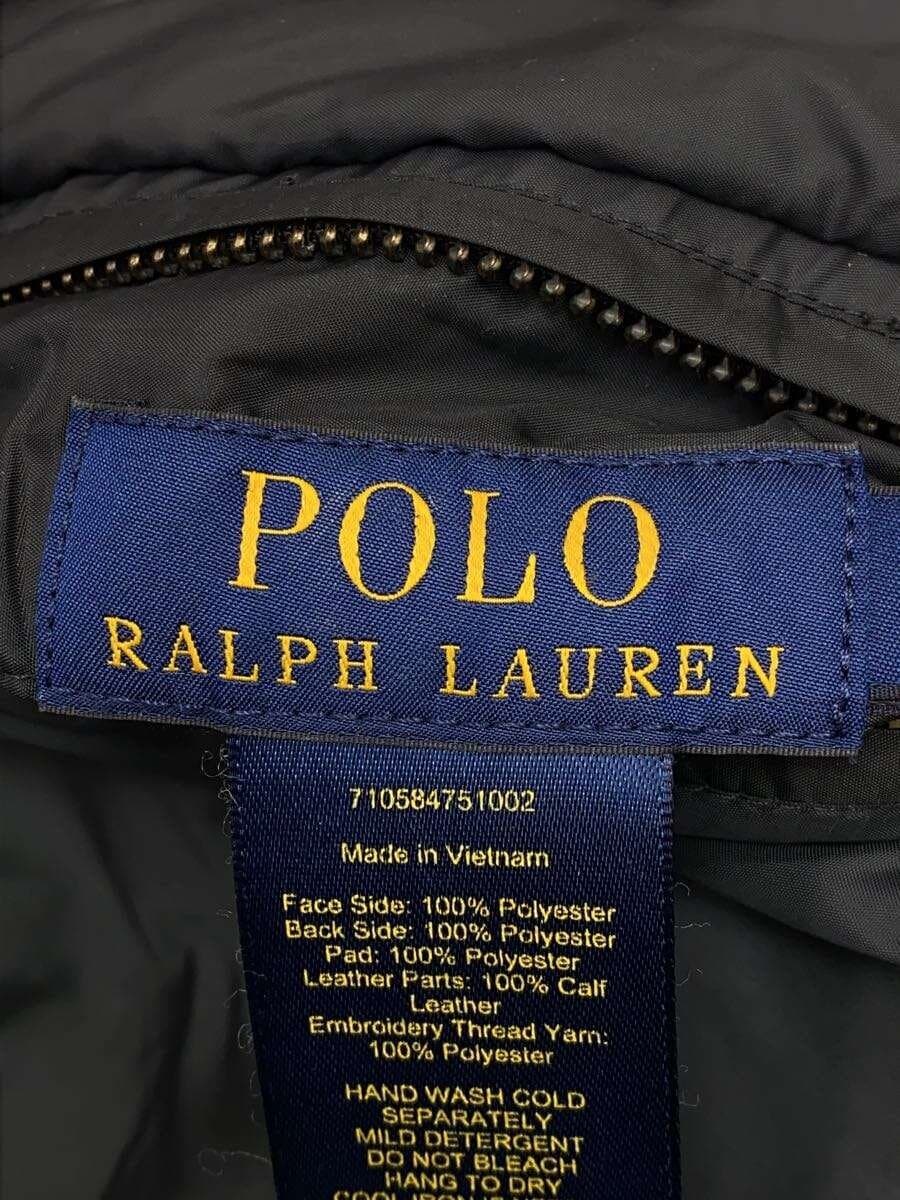 POLO
RALPH LAUREN
710584751002
Made in Vietnam
Face Side: 100% Polyester
Back Side: 100% Polyester
Pad: 100% Polyester
Leather Parts: 100% Calf
Leather
Embroidery Thread Yarn:
100% Polyester
HAND WASH COLD
SEPARATELY
MILD DETERGENT
DO NOT BLEACH
HANG TO DRY
COOL IRON